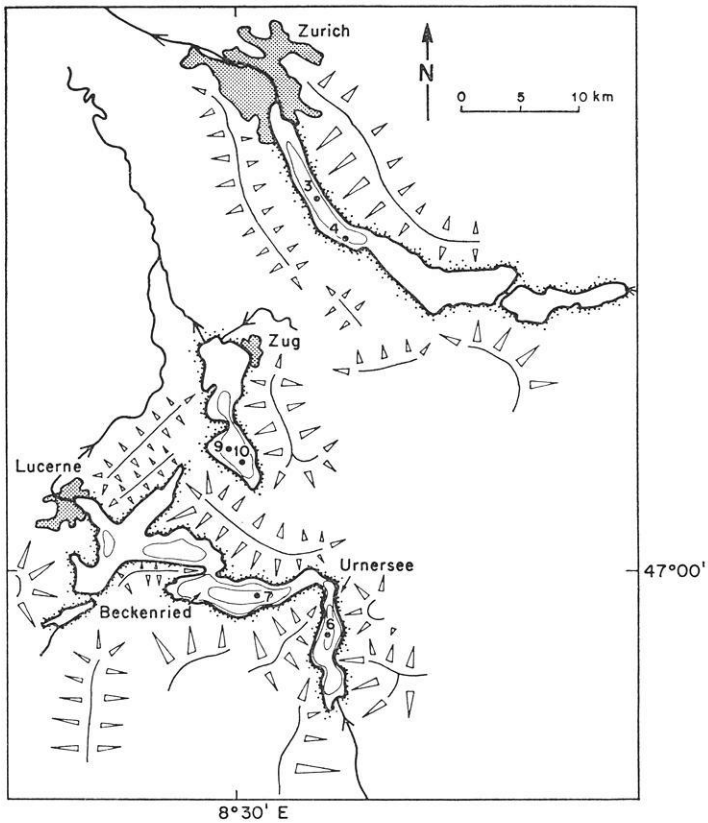 Zurich
N
0 5 10 km
3
4
Zug
9 10
Lucerne
Urnersee
47°00'
Beckenried
7
6
8°30' E